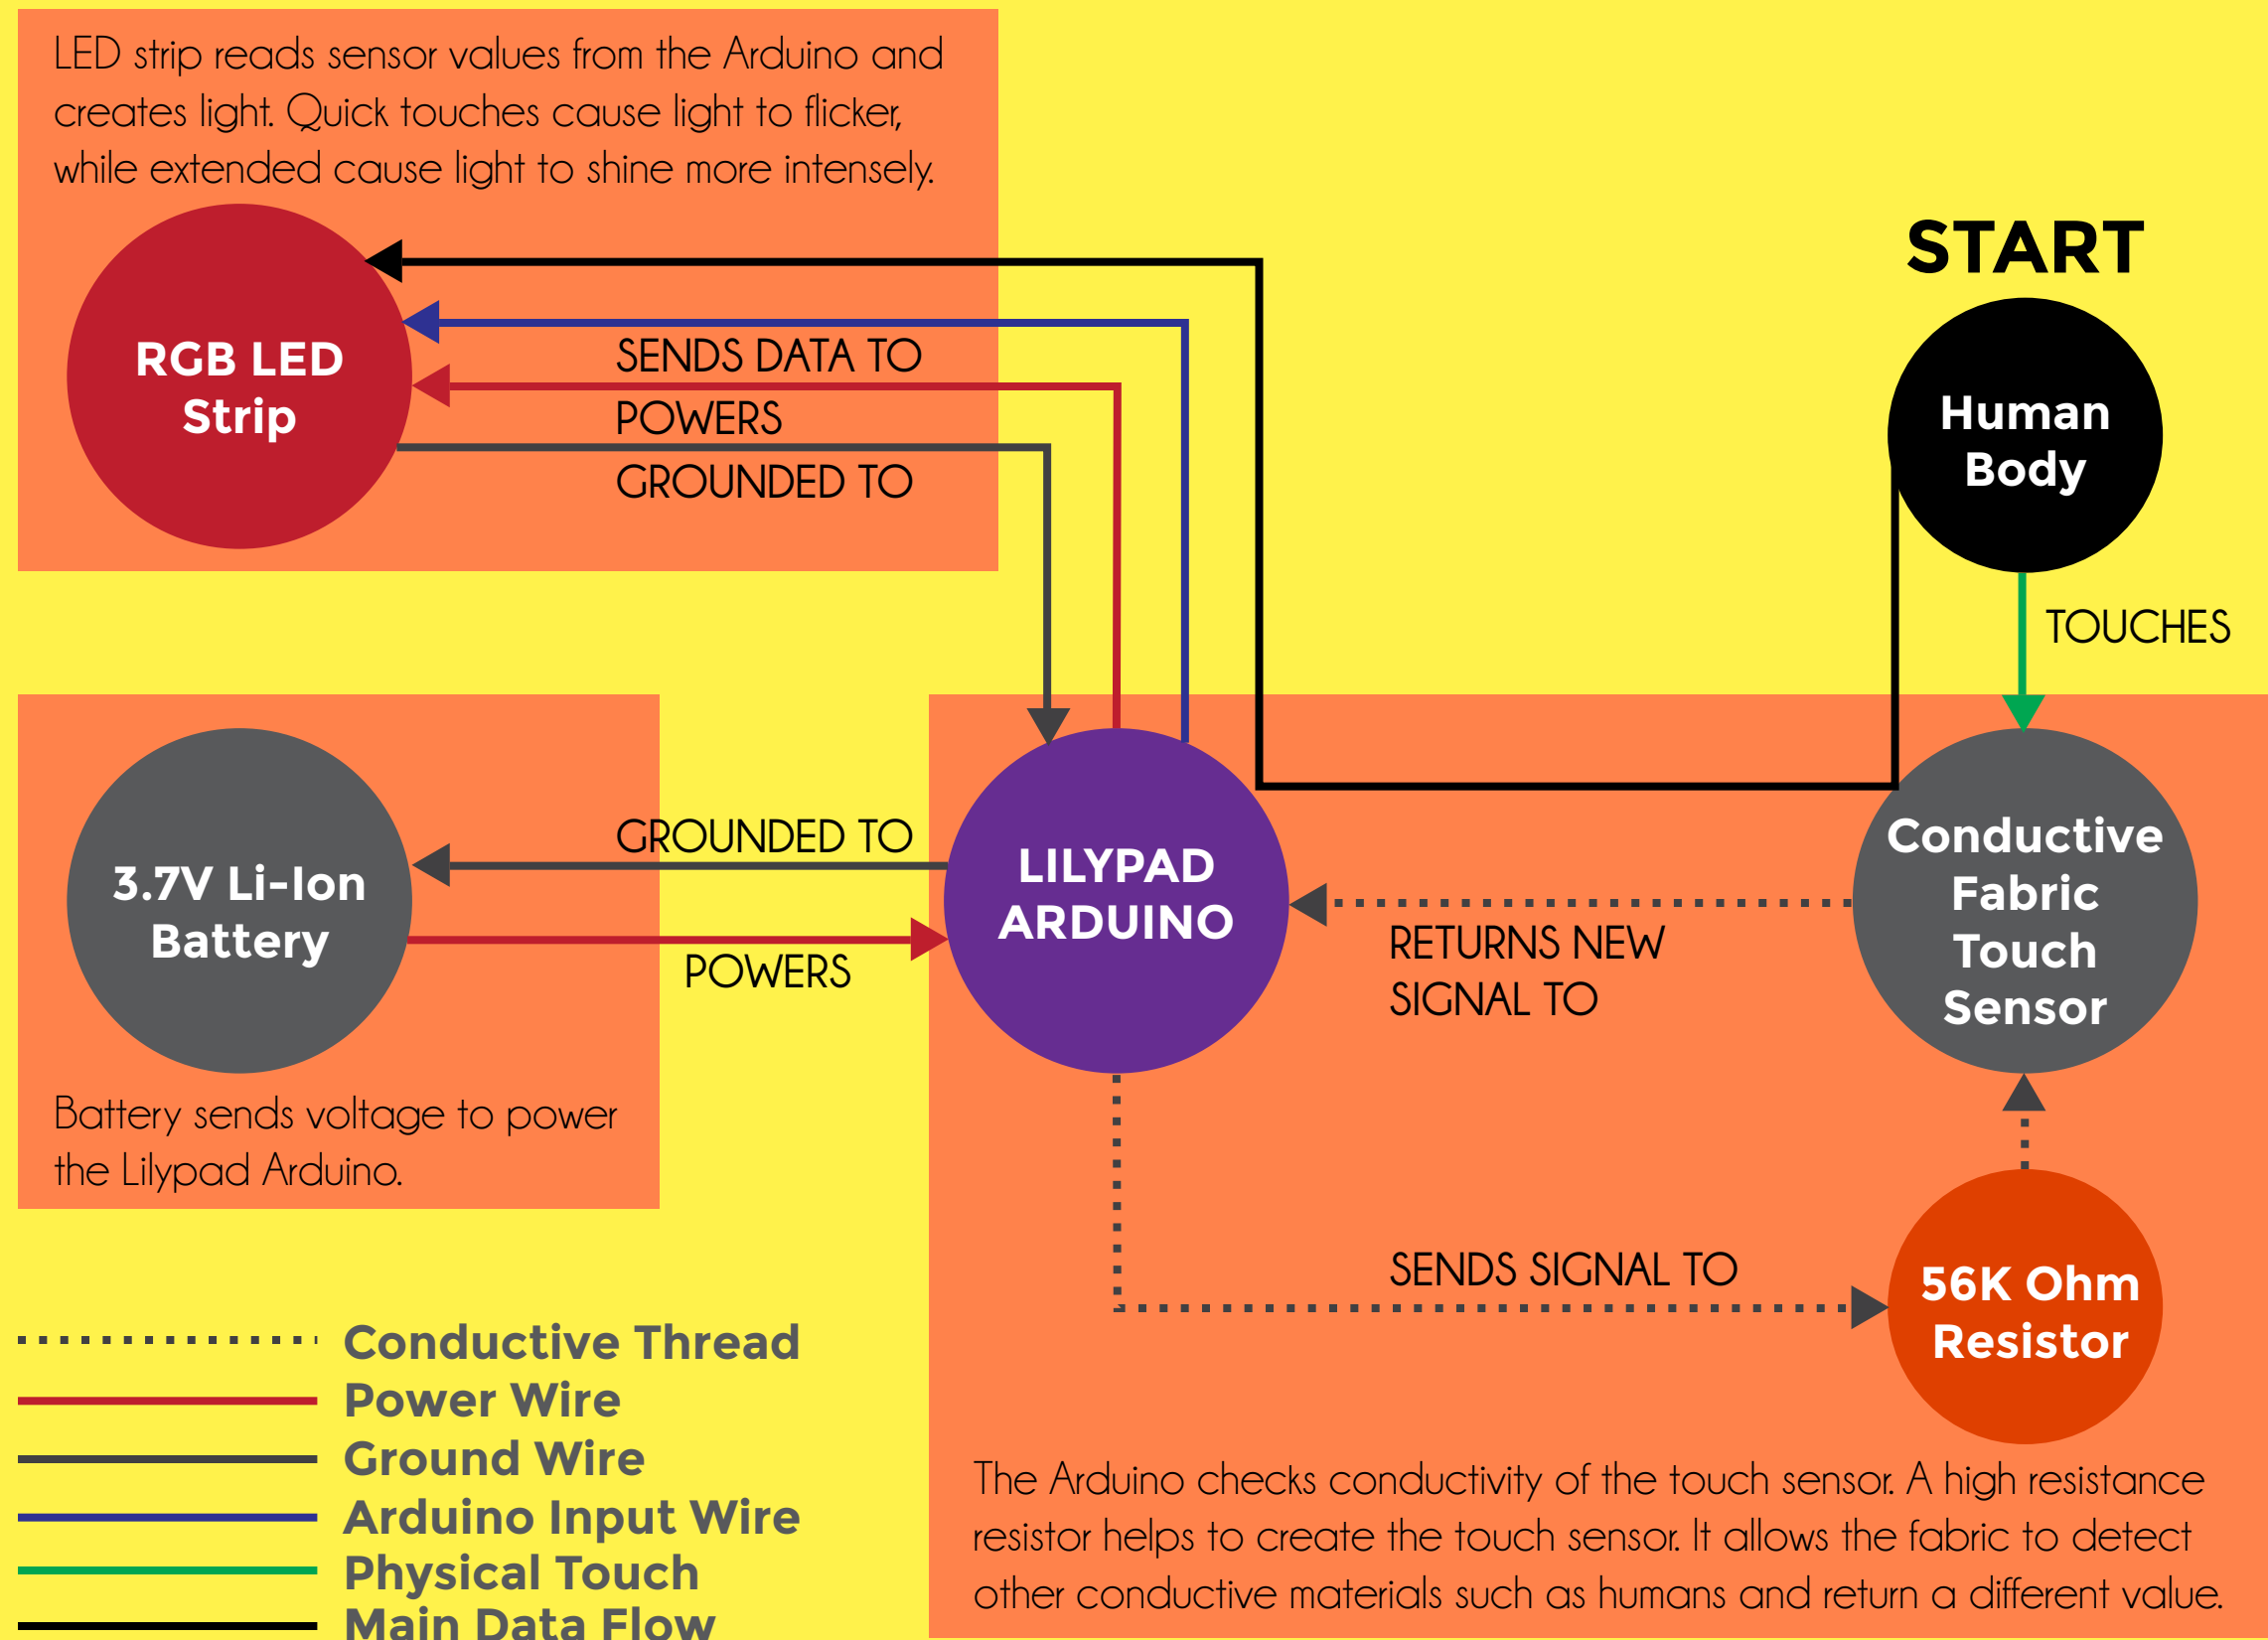 LED strip reads sensor values from the Arduino and
creates light. Quick touches cause light to flicker,
while extended cause light to shine more intensely.
RGB LED
Strip
SENDS DATA TO
POWERS
GROUNDED TO
START
Human
Body
TOUCHES
3.7V Li-Ion
Battery
GROUNDED TO
POWERS
Battery sends voltage to power
the Lilypad Arduino.
LILYPAD
ARDUINO
RETURNS NEW
SIGNAL TO
Conductive
Fabric
Touch
Sensor
SENDS SIGNAL TO
56K Ohm
Resistor
The Arduino checks conductivity of the touch sensor. A high resistance
resistor helps to create the touch sensor. It allows the fabric to detect
other conductive materials such as humans and return a different value.
Conductive Thread
Power Wire
Ground Wire
Arduino Input Wire
Physical Touch
Main Data Flow